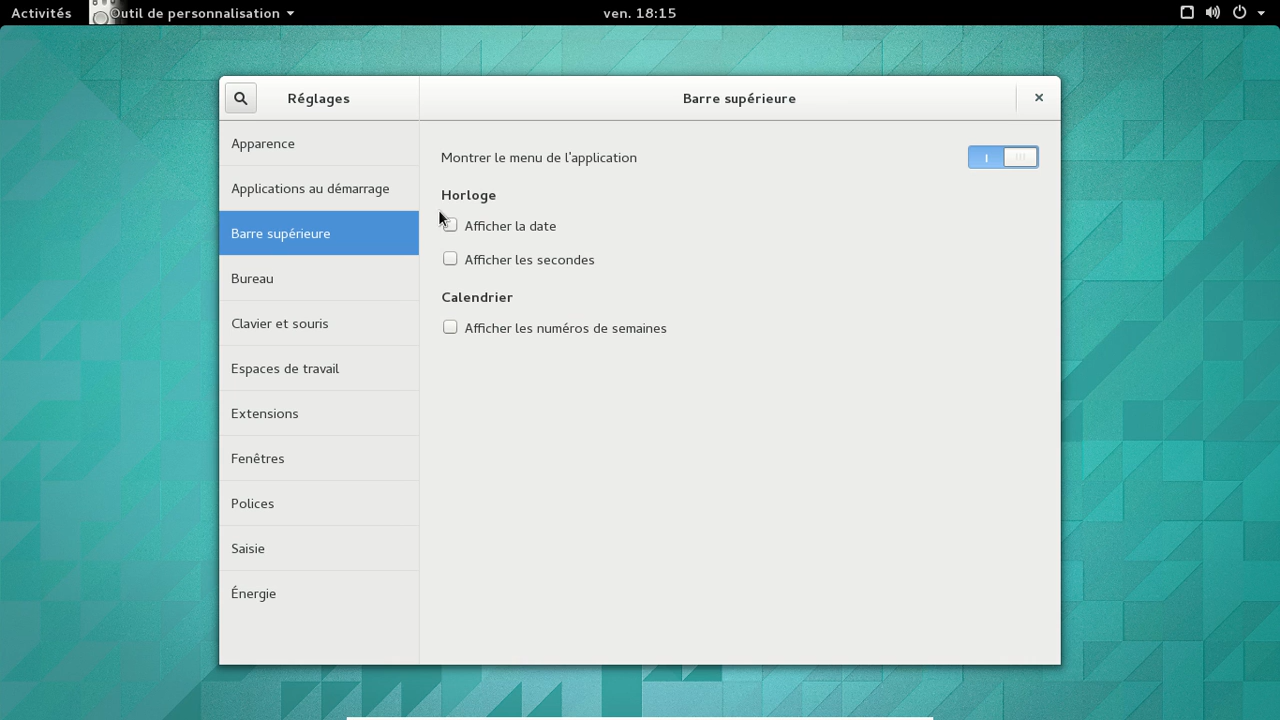 Activités
Outil de personnalisation
ven. 18:15
Réglages
Barre supérieure
Apparence
Applications au démarrage
Barre supérieure
Bureau
Clavier et souris
Espaces de travail
Extensions
Fenêtres
Polices
Saisie
Énergie
Montrer le menu de l'application
Horloge
Afficher la date
Afficher les secondes
Calendrier
Afficher les numéros de semaines